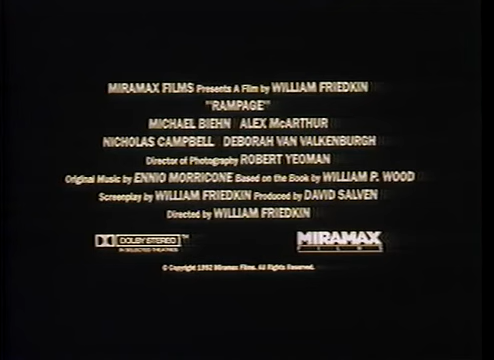 MIRAMAX FILMS Presents A Film by WILLIAM FRIEDKIN
"RAMPAGE"
MICHAEL BIEHN ALEX McARTHUR
NICHOLAS CAMPBELL DEBORAH VAN VALKENBURGH
Director of Photography ROBERT YEOMAN
Original Music by ENNIO MORRICONE Based on the Book by WILLIAM P. WOOD
Screenplay by WILLIAM FRIEDKIN Produced by DAVID SALVEN
Directed by WILLIAM FRIEDKIN
DOLBY STEREO TM
IN SELECTED THEATRES
MIRAMAX
FILMS
© Copyright 1992 Miramax Films. All Rights Reserved.